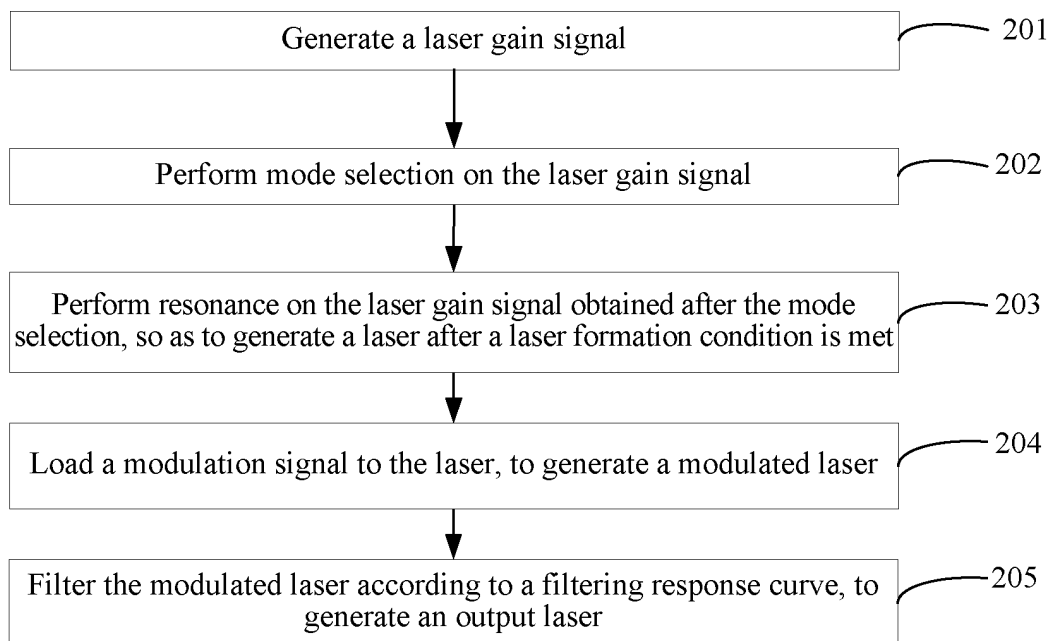 Generate a laser gain signal
201
Perform mode selection on the laser gain signal
202
Perform resonance on the laser gain signal obtained after the mode
selection, so as to generate a laser after a laser formation condition is met
203
Load a modulation signal to the laser, to generate a modulated laser
204
Filter the modulated laser according to a filtering response curve, to
generate an output laser
205